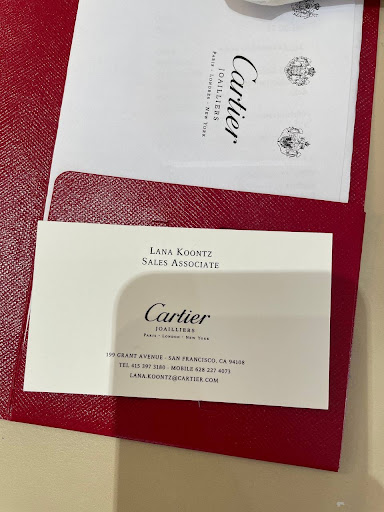 Cartier
JOAILLIERS
PARIS - LONDRES - NEW YORK
LANA KOONTZ
SALES ASSOCIATE
Cartier
JOAILLIERS
PARIS - LONDON - NEW YORK
199 GRANT AVENUE - SAN FRANCISCO, CA 94108
TEL 415 397 3180 - MOBILE 628 227 4073
LANA.KOONTZ@CARTIER.COM